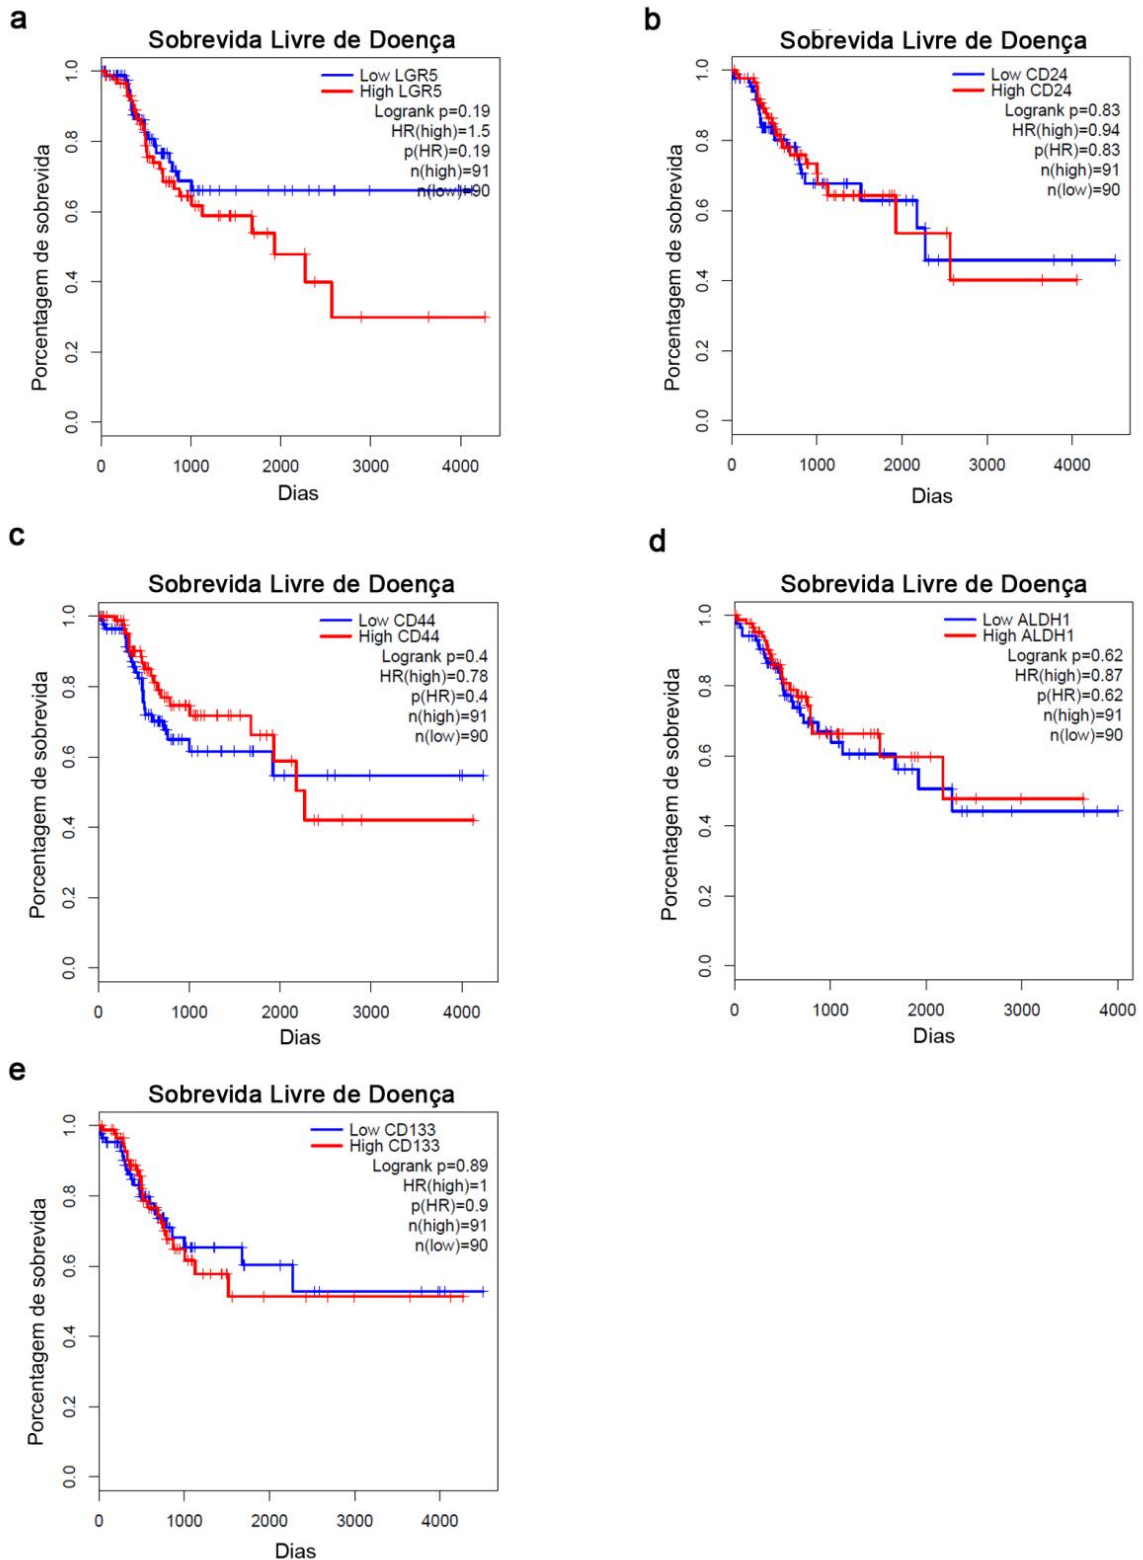 a
Sobrevida Livre de Doença
Low LGR5
High LGR5
Logrank p=0.19
HR(high)=1.5
p(HR)=0.19
n(high)=91
n(low)=90
Porcentagem de sobrevida
0.0
0.2
0.4
0.6
0.8
1.0
0 1000 2000 3000 4000
Dias
b
Sobrevida Livre de Doença
Low CD24
High CD24
Logrank p=0.83
HR(high)=0.94
p(HR)=0.83
n(high)=91
n(low)=90
Porcentagem de sobrevida
0.0
0.2
0.4
0.6
0.8
1.0
0 1000 2000 3000 4000
Dias
c
Sobrevida Livre de Doença
Low CD44
High CD44
Logrank p=0.4
HR(high)=0.78
p(HR)=0.4
n(high)=91
n(low)=90
Porcentagem de sobrevida
0.0
0.2
0.4
0.6
0.8
1.0
0 1000 2000 3000 4000
Dias
d
Sobrevida Livre de Doença
Low ALDH1
High ALDH1
Logrank p=0.62
HR(high)=0.87
p(HR)=0.62
n(high)=91
n(low)=90
Porcentagem de sobrevida
0.0
0.2
0.4
0.6
0.8
1.0
0 1000 2000 3000 4000
Dias
e
Sobrevida Livre de Doença
Low CD133
High CD133
Logrank p=0.89
HR(high)=1
p(HR)=0.9
n(high)=91
n(low)=90
Porcentagem de sobrevida
0.0
0.2
0.4
0.6
0.8
1.0
0 1000 2000 3000 4000
Dias